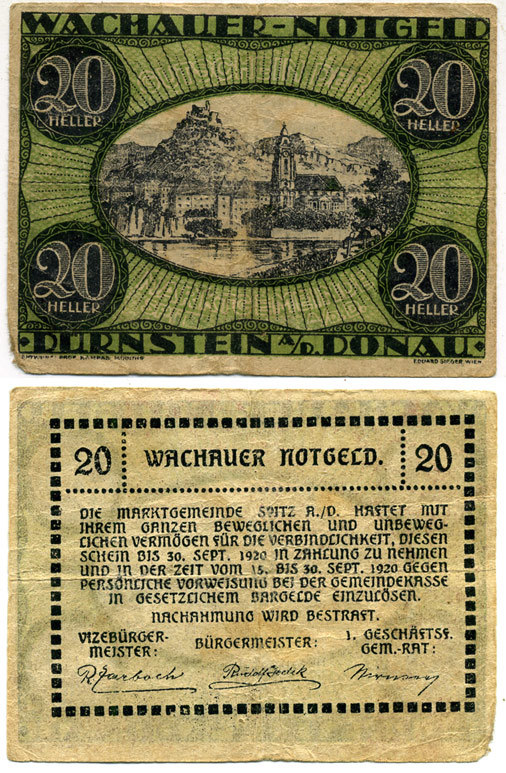 WACHAUER-NOTGELD
20 20
HELLER HELLER
20 20
HELLER HELLER
DÜRNSTEIN A/D. DONAU
EDUARD SIEGER WIEN
20 WACHAUER NOTGELD. 20
DIE MARKTGEMEINDE SPITZ A./D. HAFTET MIT
IHREM GANZEN BEWEGLICHEN UND UNBEWEG-
LICHEN VERMÖGEN FÜR DIE VERBINDLICHKEIT, DIESEN
SCHEIN BIS 30. SEPT. 1920 IN ZAHLUNG ZU NEHMEN
UND IN DER ZEIT VOM 15. BIS 30. SEPT. 1920 GEGEN
PERSÖNLICHE VORWEISUNG BEI DER GEMEINDEKASSE
IN GESETZLICHEM BARGELDE EINZULÖSEN.
NACHAHMUNG WIRD BESTRAFT.
VIZEBÜRGER- 1. GESCHÄFTSF.
MEISTER: BÜRGERMEISTER: GEM.-RAT: